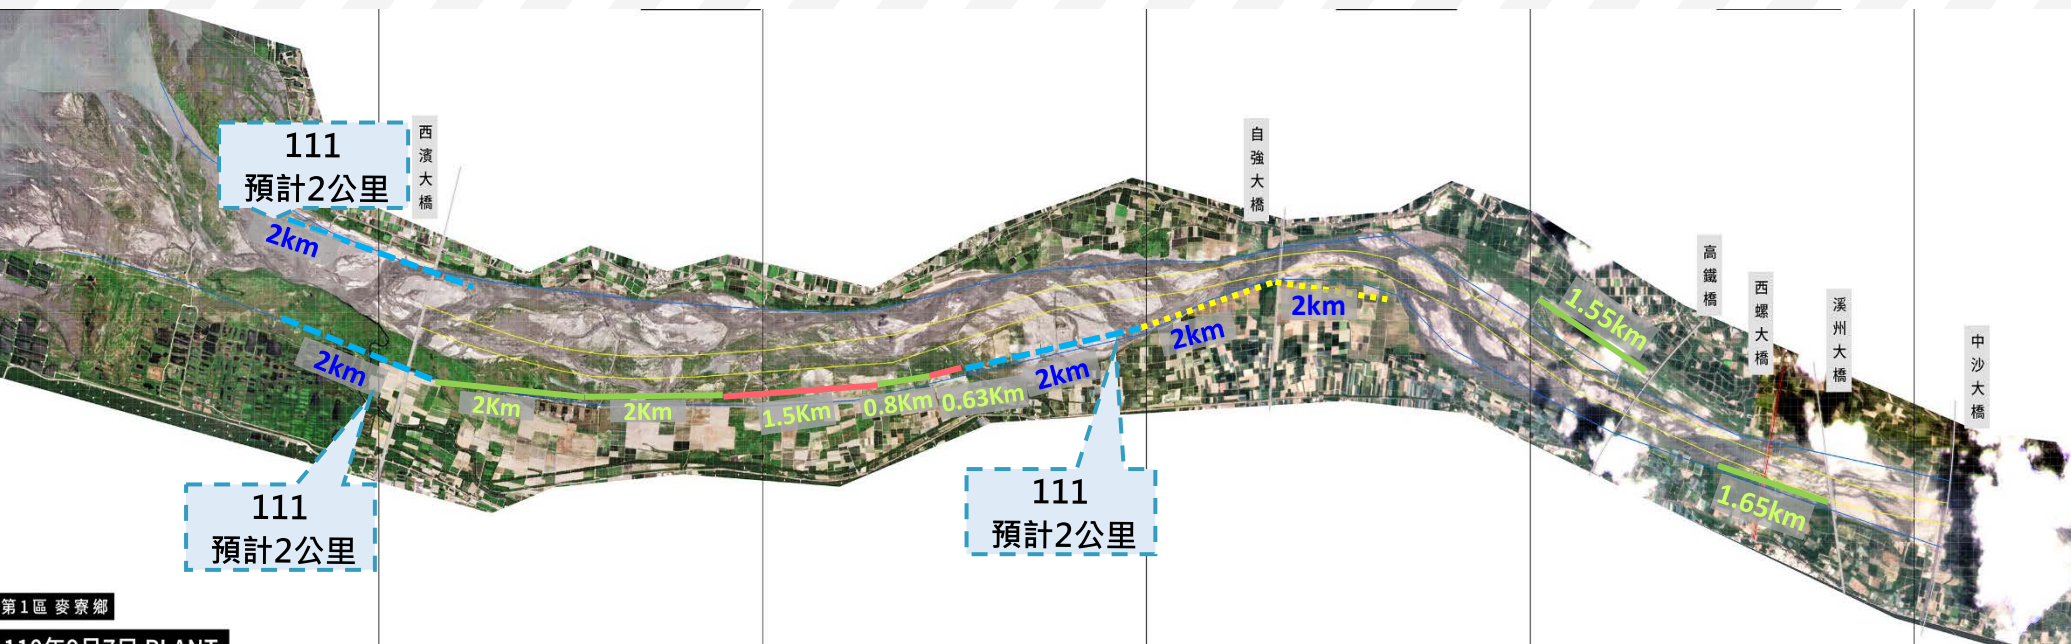 111
預計2公里
西濱大橋
自強大橋
高鐵橋
西螺大橋
溪州大橋
中沙大橋
2km
2km
2Km
2Km
1.5Km
0.8Km
0.63Km
2km
2km
2km
1.55km
1.65km
111
預計2公里
111
預計2公里
第1區 麥寮鄉